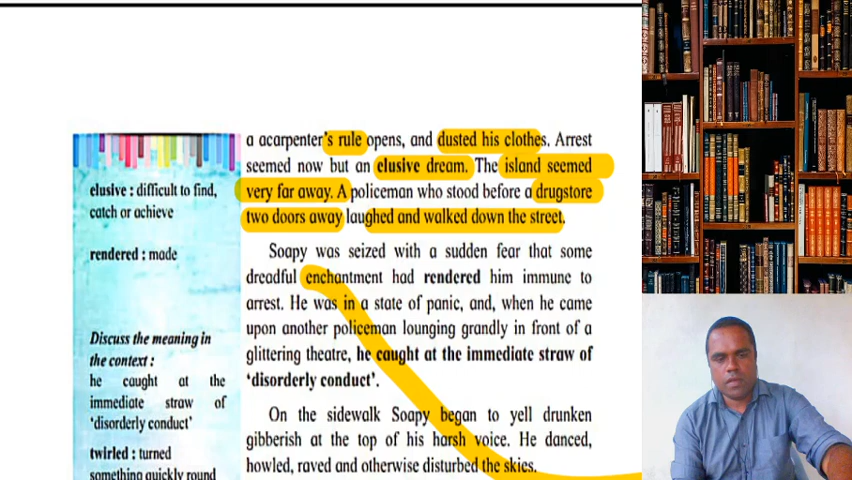 a acarpenter's rule opens, and dusted his clothes. Arrest
seemed now but an elusive dream. The island seemed
very far away. A policeman who stood before a drugstore
two doors away laughed and walked down the street.
Soapy was seized with a sudden fear that some
dreadful enchantment had rendered him immune to
arrest. He was in a state of panic, and, when he came
upon another policeman lounging grandly in front of a
glittering theatre, he caught at the immediate straw of
'disorderly conduct'.
On the sidewalk Soapy began to yell drunken
gibberish at the top of his harsh voice. He danced,
howled, raved and otherwise disturbed the skies.
elusive : difficult to find,
catch or achieve
rendered : made
Discuss the meaning in
the context :
he caught at the
immediate straw of
'disorderly conduct'
twirled : turned
something quickly round